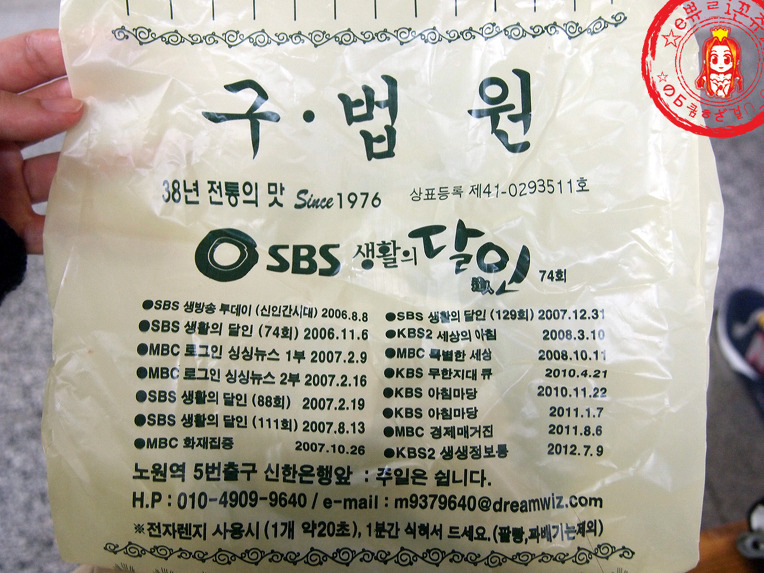 구·법원
38년 전통의 맛 Since 1976 상표등록 제41-0293511호
SBS 생활의 달인 74회
●SBS 생방송 투데이 (신인간시대) 2006.8.8
●SBS 생활의 달인 (74회) 2006.11.6
●MBC 로그인 싱싱뉴스 1부 2007.2.9
●MBC 로그인 싱싱뉴스 2부 2007.2.16
●SBS 생활의 달인 (88회) 2007.2.19
●SBS 생활의 달인 (111회) 2007.8.13
●MBC 화재집중 2007.10.26
●SBS 생활의 달인 (129회) 2007.12.31
●KBS2 세상의 아침 2008.3.10
●MBC 특별한 세상 2008.10.11
●KBS 무한지대 큐 2010.4.21
●KBS 아침마당 2010.11.22
●KBS 아침마당 2011.1.7
●MBC 경제매거진 2011.8.6
●KBS2 생생정보통 2012.7.9
노원역 5번출구 신한은행앞 : 주일은 쉽니다.
H.P : 010-4909-9640 / e-mail : m9379640@dreamwiz.com
※전자렌지 사용시 (1개 약20초), 1분간 식혀서 드세요.(팥빵,꽈배기는제외)